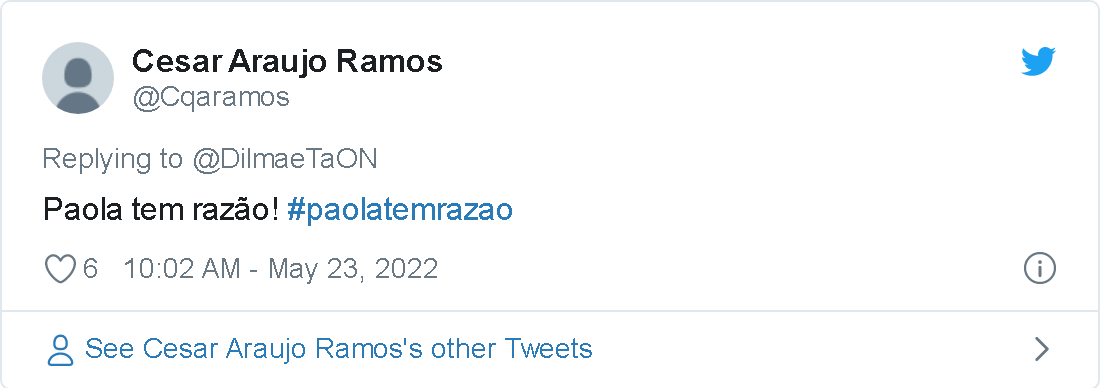 Cesar Araujo Ramos
@Cqaramos
Replying to @DilmaeTaON
Paola tem razão! #paolatemrazao
6 10:02 AM - May 23, 2022
See Cesar Araujo Ramos's other Tweets